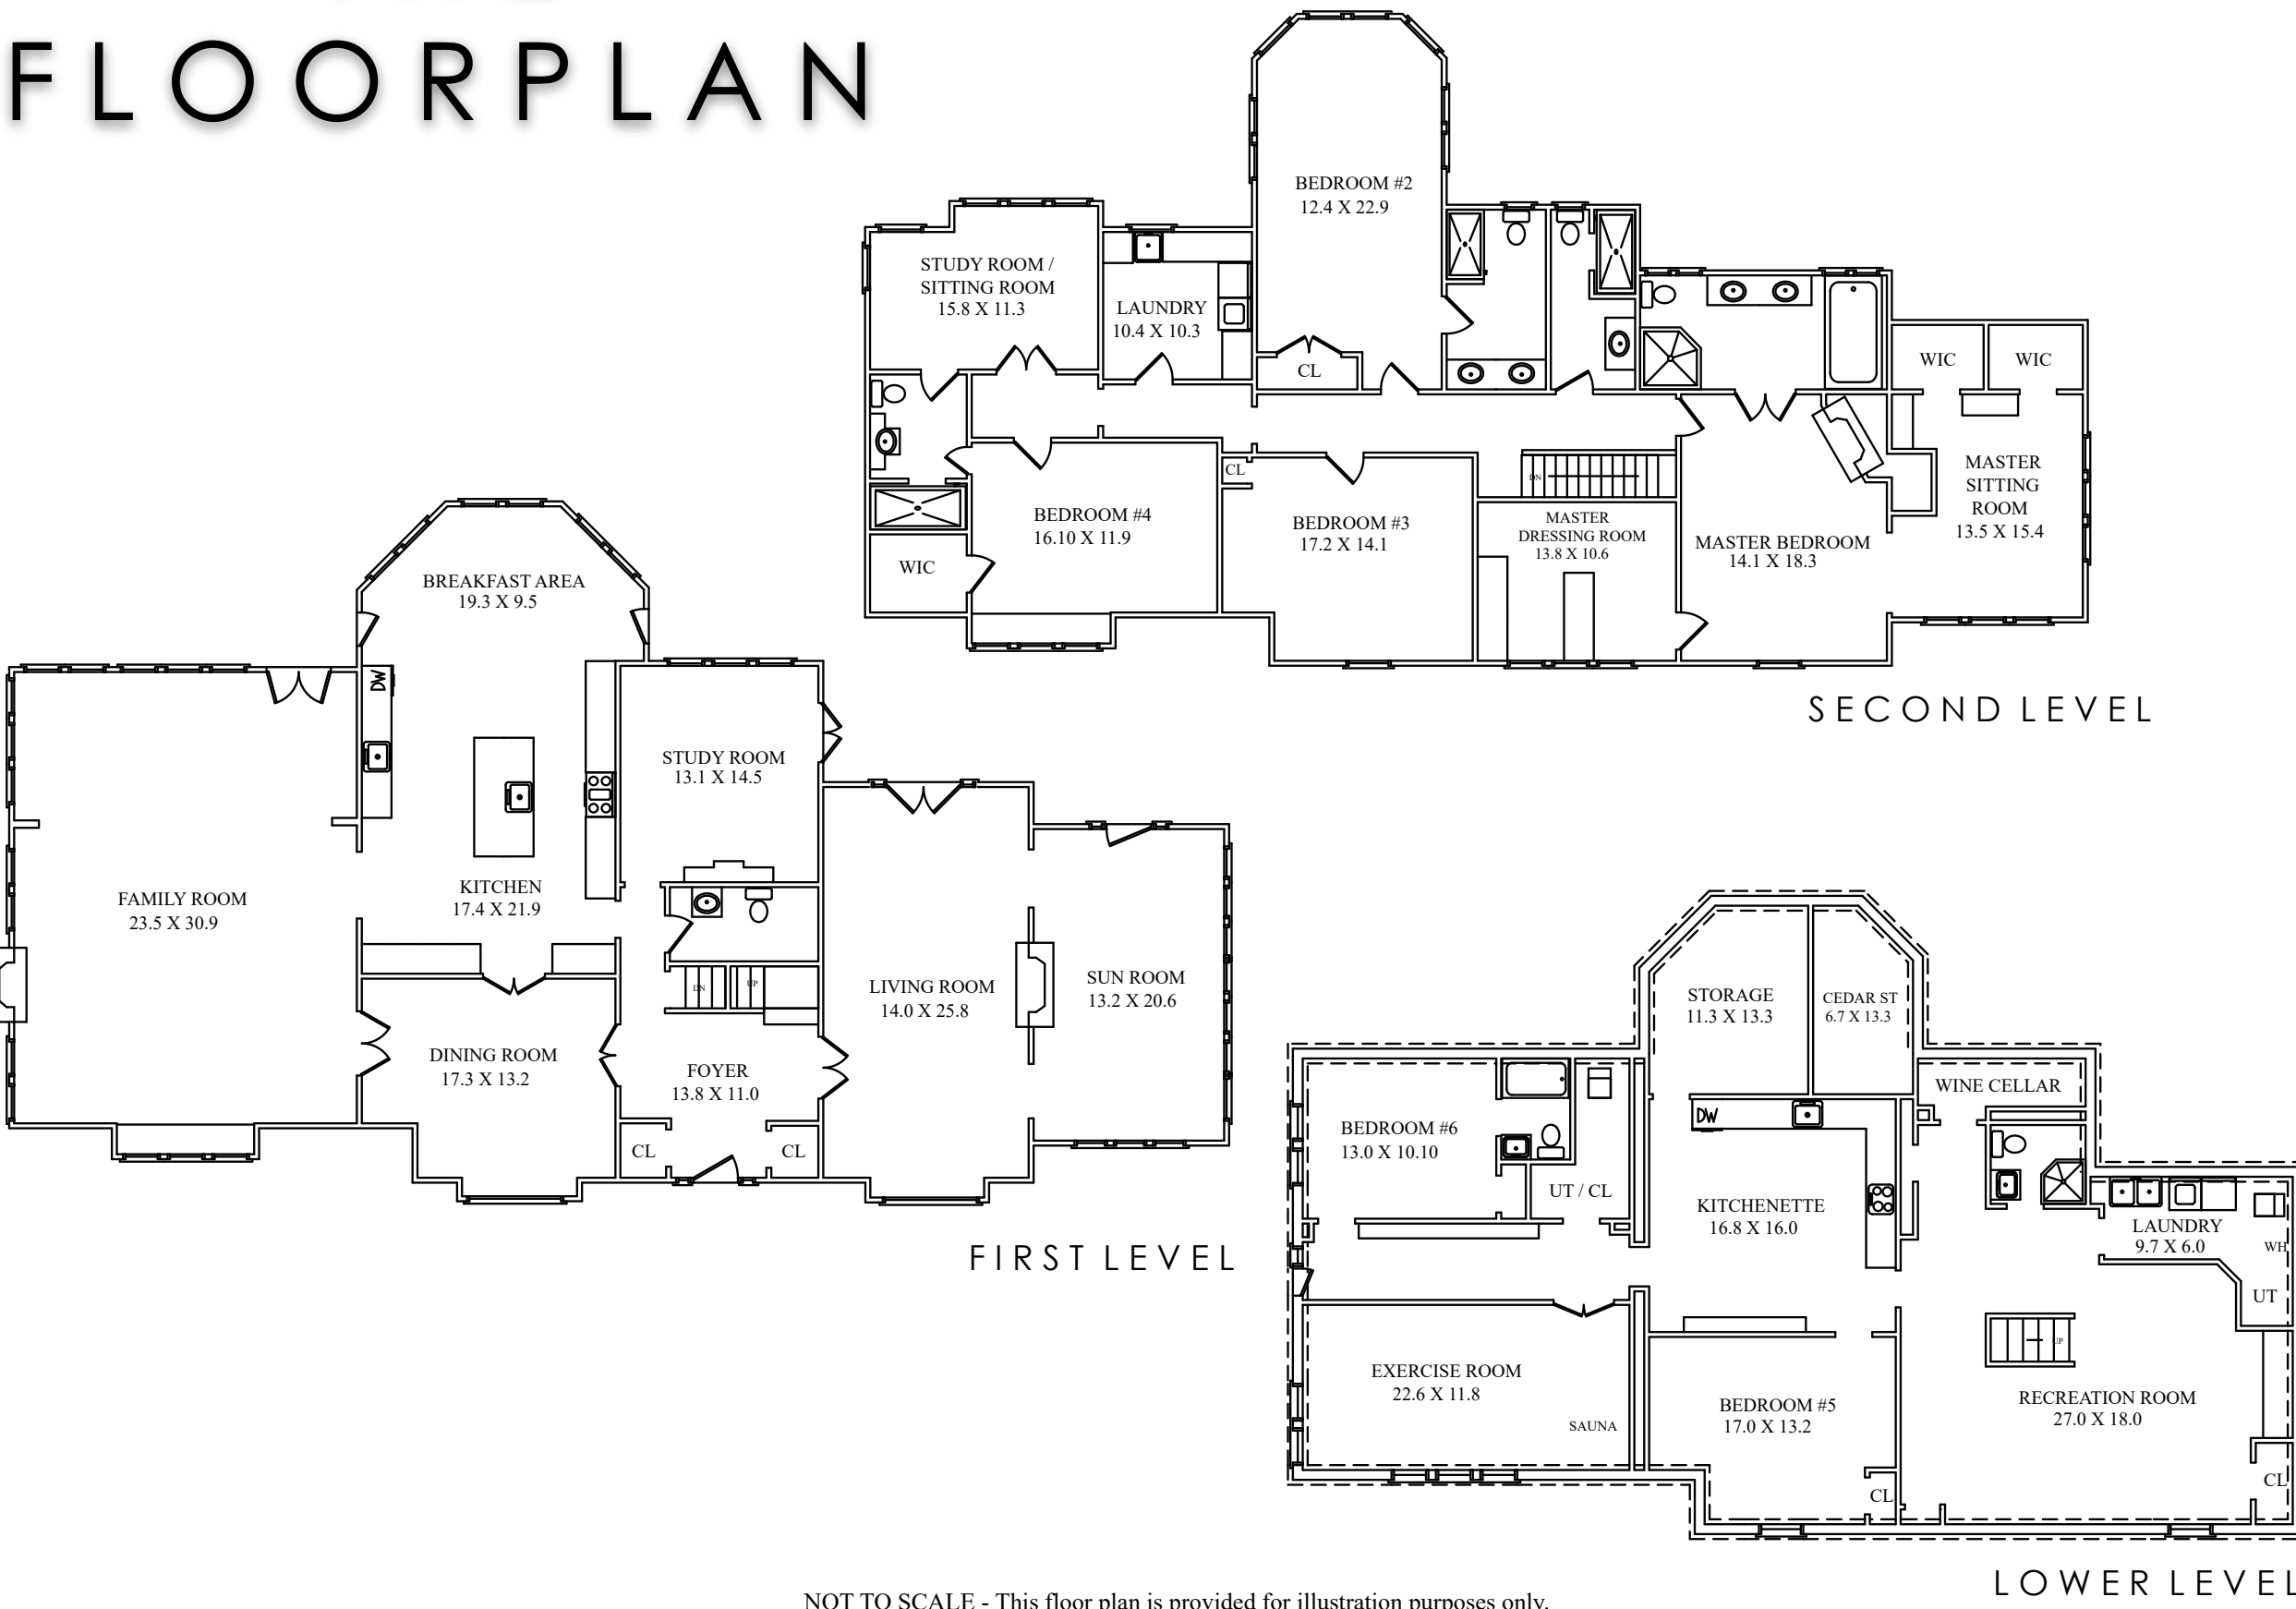 FLOORPLAN
BEDROOM #2
12.4 X 22.9
STUDY ROOM /
SITTING ROOM
15.8 X 11.3
LAUNDRY
10.4 X 10.3
CL
WIC
WIC
MASTER
SITTING
ROOM
13.5 X 15.4
CL
DN
BEDROOM #4
16.10 X 11.9
BEDROOM #3
17.2 X 14.1
MASTER
DRESSING ROOM
13.8 X 10.6
MASTER BEDROOM
14.1 X 18.3
WIC
SECOND LEVEL
BREAKFAST AREA
19.3 X 9.5
DW
STUDY ROOM
13.1 X 14.5
FAMILY ROOM
23.5 X 30.9
KITCHEN
17.4 X 21.9
LIVING ROOM
14.0 X 25.8
SUN ROOM
13.2 X 20.6
DN
UP
DINING ROOM
17.3 X 13.2
FOYER
13.8 X 11.0
CL
CL
FIRST LEVEL
STORAGE
11.3 X 13.3
CEDAR ST
6.7 X 13.3
WINE CELLAR
DW
BEDROOM #6
13.0 X 10.10
UT / CL
KITCHENETTE
16.8 X 16.0
LAUNDRY
9.7 X 6.0
WH
UT
UP
EXERCISE ROOM
22.6 X 11.8
SAUNA
BEDROOM #5
17.0 X 13.2
RECREATION ROOM
27.0 X 18.0
CL
CL
LOWER LEVEL
NOT TO SCALE - This floor plan is provided for illustration purposes only.